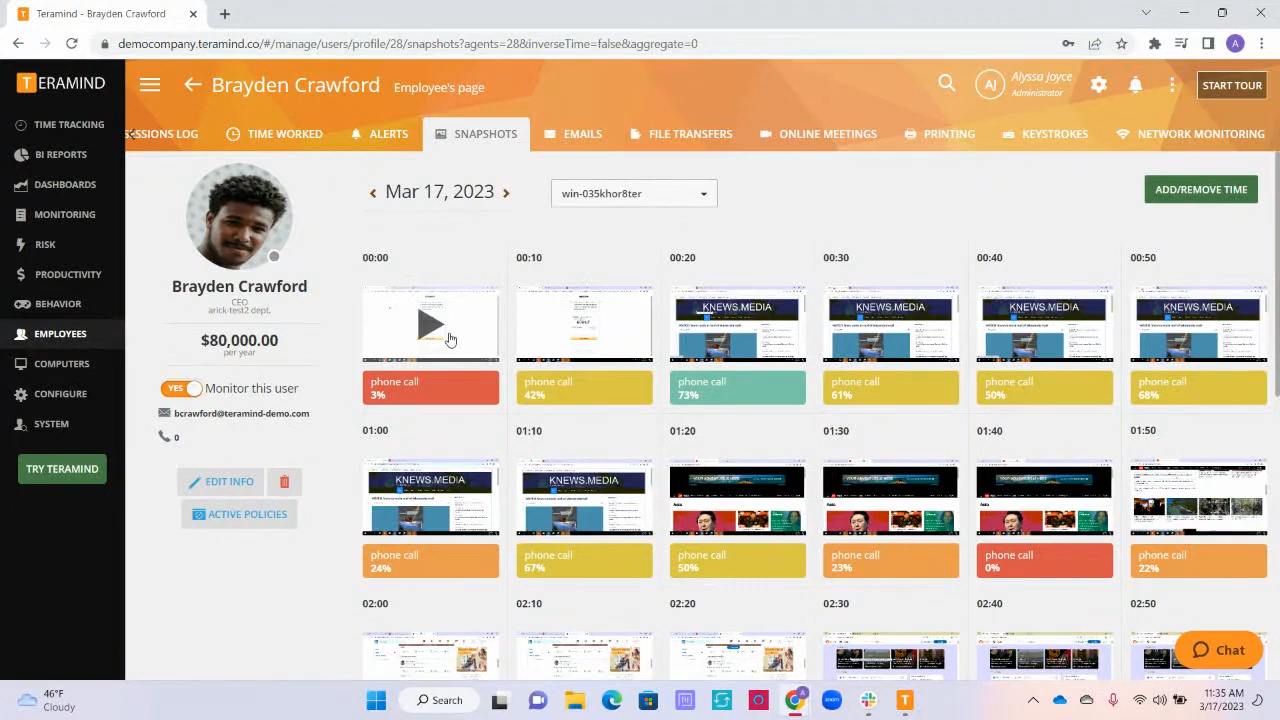 Teramind - Brayden Crawford
democompany.teramind.co/#/manage/users/profile/28/snapshots?agents=28&inverseTime=false&aggregate=0
A
TERAMIND
Brayden Crawford
Employee's page
AJ
Alyssa Joyce
Administrator
START TOUR
SESSIONS LOG
TIME WORKED
ALERTS
SNAPSHOTS
EMAILS
FILE TRANSFERS
ONLINE MEETINGS
PRINTING
KEYSTROKES
NETWORK MONITORING
TIME TRACKING
BI REPORTS
DASHBOARDS
MONITORING
RISK
PRODUCTIVITY
BEHAVIOR
EMPLOYEES
COMPUTERS
CONFIGURE
SYSTEM
TRY TERAMIND
Brayden Crawford
CEO
arick-test2 dept.
$80,000.00
per year
YES Monitor this user
bcrawford@teramind-demo.com
0
EDIT INFO
ACTIVE POLICIES
Mar 17, 2023
win-035khor8ter
ADD/REMOVE TIME
00:00 00:10 00:20 00:30 00:40 00:50
KNEWS.MEDIA KNEWS.MEDIA KNEWS.MEDIA KNEWS.MEDIA
phone call phone call phone call phone call phone call phone call
3% 42% 73% 61% 50% 68%
01:00 01:10 01:20 01:30 01:40 01:50
KNEWS.MEDIA KNEWS.MEDIA
Asia Asia Asia
phone call phone call phone call phone call phone call phone call
24% 67% 50% 23% 0% 22%
02:00 02:10 02:20 02:30 02:40 02:50
Chat
46°F
Cloudy
Search
zoom
11:35 AM
3/17/2023